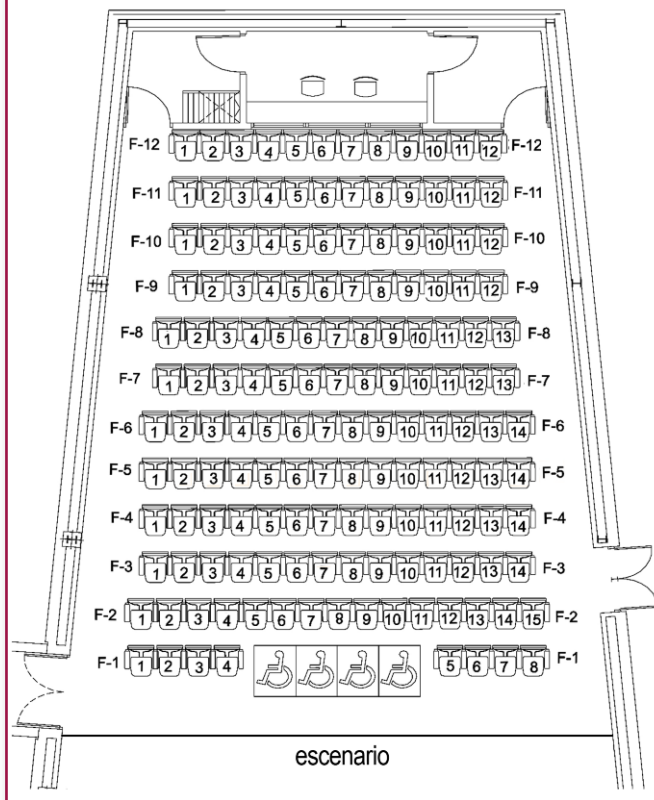 F-12 1 2 3 4 5 6 7 8 9 10 11 12 F-12
F-11 1 2 3 4 5 6 7 8 9 10 11 12 F-11
F-10 1 2 3 4 5 6 7 8 9 10 11 12 F-10
F-9 1 2 3 4 5 6 7 8 9 10 11 12 F-9
F-8 1 2 3 4 5 6 7 8 9 10 11 12 13 F-8
F-7 1 2 3 4 5 6 7 8 9 10 11 12 13 F-7
F-6 1 2 3 4 5 6 7 8 9 10 11 12 13 14 F-6
F-5 1 2 3 4 5 6 7 8 9 10 11 12 13 14 F-5
F-4 1 2 3 4 5 6 7 8 9 10 11 12 13 14 F-4
F-3 1 2 3 4 5 6 7 8 9 10 11 12 13 14 F-3
F-2 1 2 3 4 5 6 7 8 9 10 11 12 13 14 15 F-2
F-1 1 2 3 4 5 6 7 8 F-1
escenario